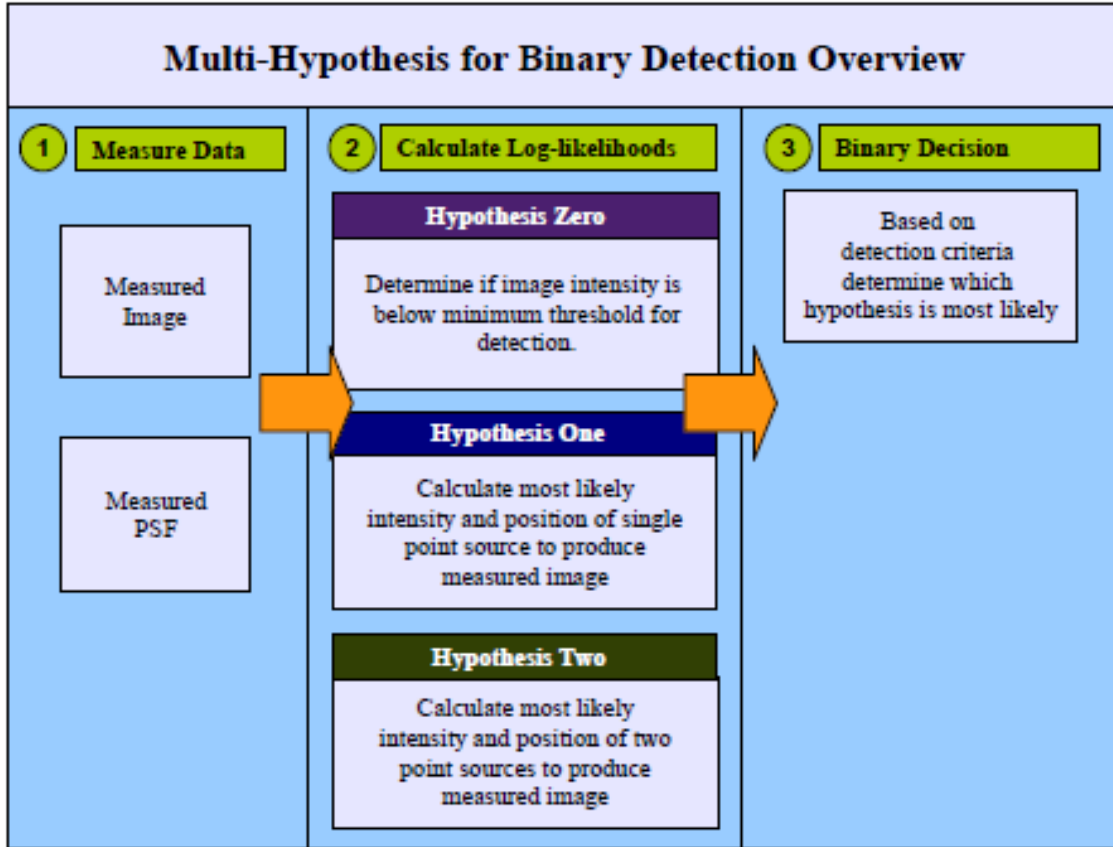 Multi-Hypothesis for Binary Detection Overview
1 Measure Data
Measured
Image
Measured
PSF
2 Calculate Log-likelihoods
Hypothesis Zero
Determine if image intensity is
below minimum threshold for
detection.
Hypothesis One
Calculate most likely
intensity and position of single
point source to produce
measured image
Hypothesis Two
Calculate most likely
intensity and position of two
point sources to produce
measured image
3 Binary Decision
Based on
detection criteria
determine which
hypothesis is most likely